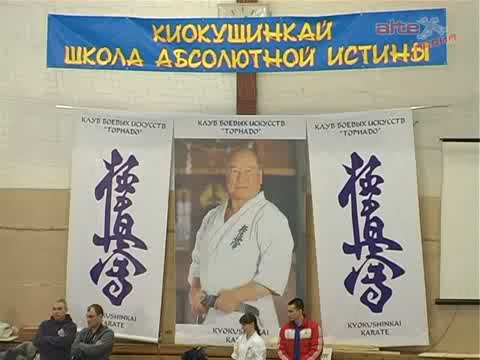 КИОКУШИНКАЙ
ШКОЛА АБСОЛЮТНОЙ ИСТИНЫ
alte
КЛУБ БОЕВЫХ ИСКУССТВ
"ТОРНАДО"
極真会
KYOKUSHINKAI
KARATE
КЛУБ БОЕВЫХ ИСКУССТВ
"ТОРНАДО"
KYOKUSHINKAI
КЛУБ БОЕВЫХ ИСКУССТВ
"ТОРНАДО"
極真会
KYOKUSHINKAI
KARATE